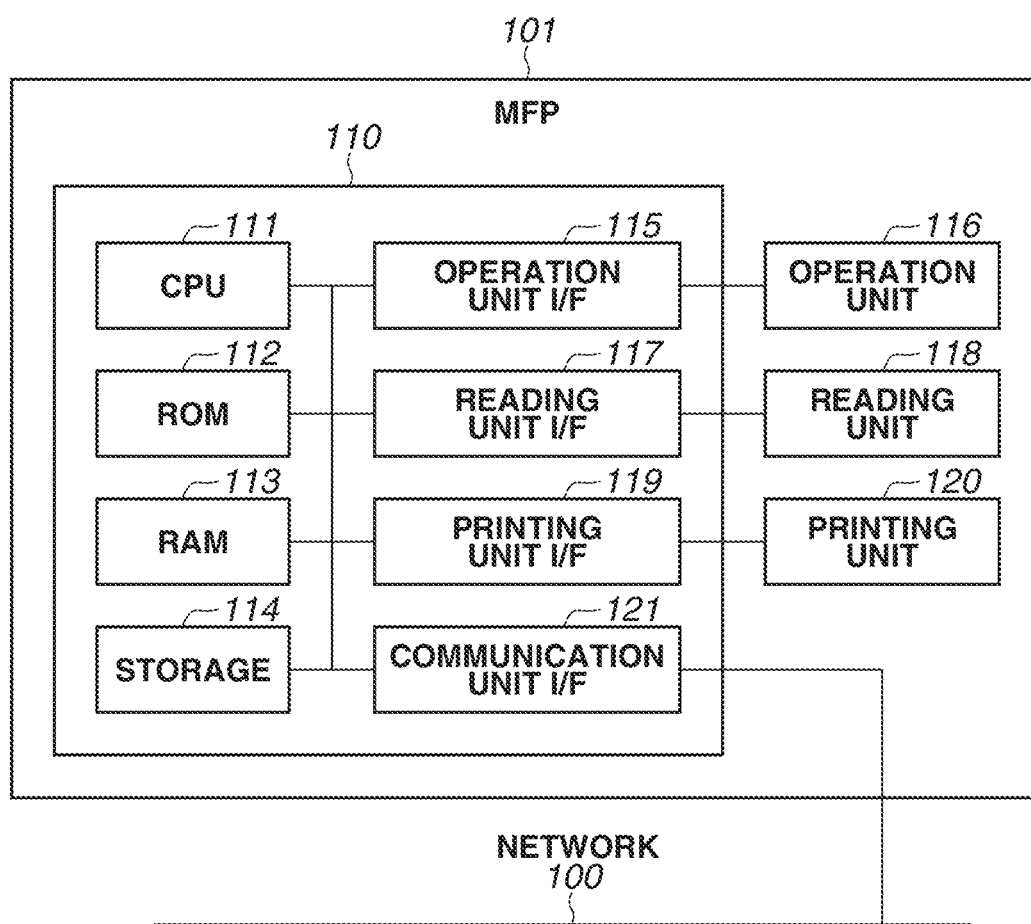 101
MFP
110
111
CPU
115
OPERATION
UNIT I/F
116
OPERATION
UNIT
112
ROM
117
READING
UNIT I/F
118
READING
UNIT
113
RAM
119
PRINTING
UNIT I/F
120
PRINTING
UNIT
114
STORAGE
121
COMMUNICATION
UNIT I/F
NETWORK
100